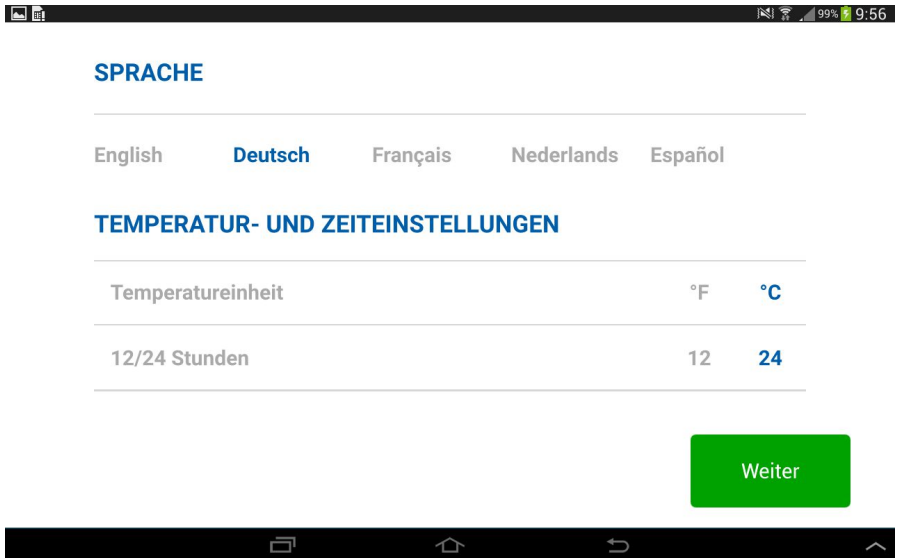 99% 9:56
SPRACHE
English Deutsch Français Nederlands Español
TEMPERATUR- UND ZEITEINSTELLUNGEN
Temperatureinheit °F °C
12/24 Stunden 12 24
Weiter